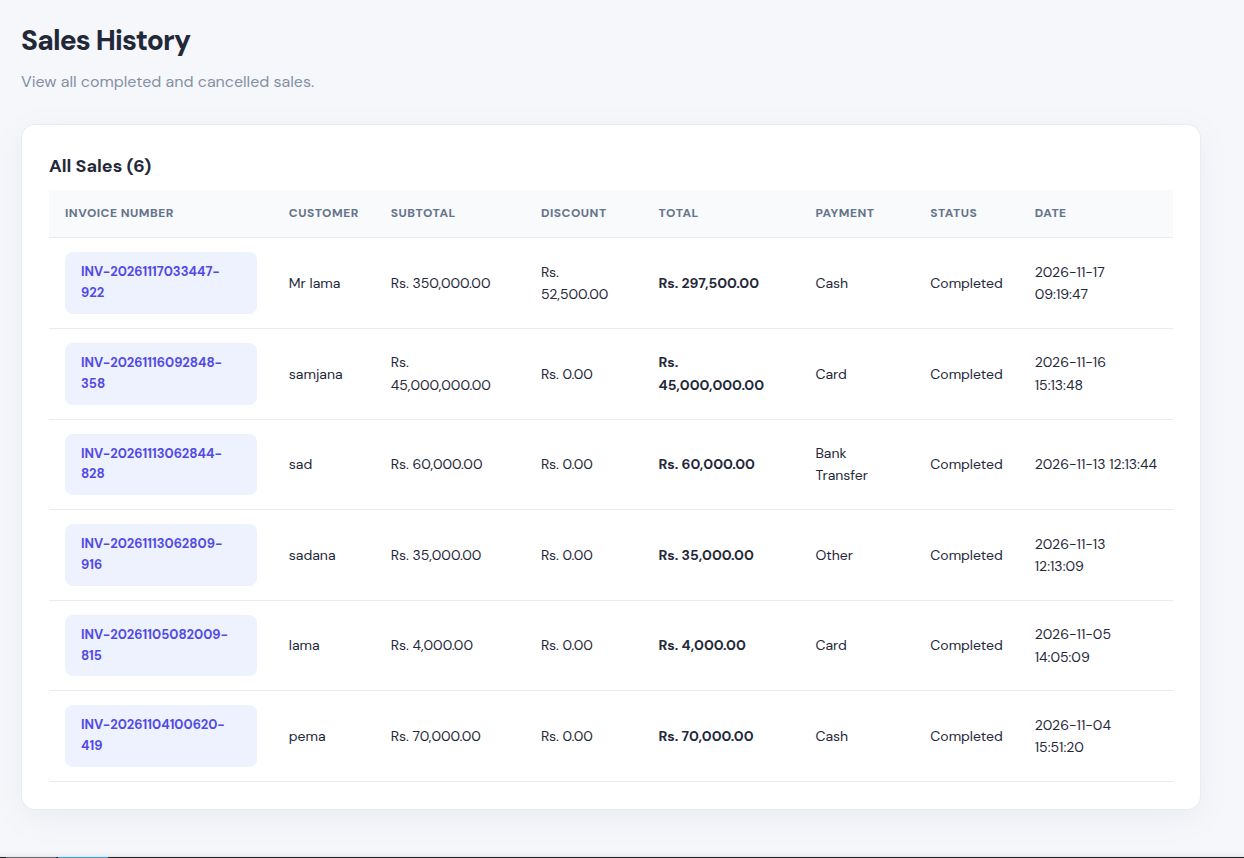 Sales History
View all completed and cancelled sales.
All Sales (6)
INVOICE NUMBER CUSTOMER SUBTOTAL DISCOUNT TOTAL PAYMENT STATUS DATE
INV-20261117033447-922 Mr lama Rs. 350,000.00 Rs. 52,500.00 Rs. 297,500.00 Cash Completed 2026-11-17 09:19:47
INV-20261116092848-358 samjana Rs. 45,000,000.00 Rs. 0.00 Rs. 45,000,000.00 Card Completed 2026-11-16 15:13:48
INV-20261113062844-828 sad Rs. 60,000.00 Rs. 0.00 Rs. 60,000.00 Bank Transfer Completed 2026-11-13 12:13:44
INV-20261113062809-916 sadana Rs. 35,000.00 Rs. 0.00 Rs. 35,000.00 Other Completed 2026-11-13 12:13:09
INV-20261105082009-815 lama Rs. 4,000.00 Rs. 0.00 Rs. 4,000.00 Card Completed 2026-11-05 14:05:09
INV-20261104100620-419 pema Rs. 70,000.00 Rs. 0.00 Rs. 70,000.00 Cash Completed 2026-11-04 15:51:20